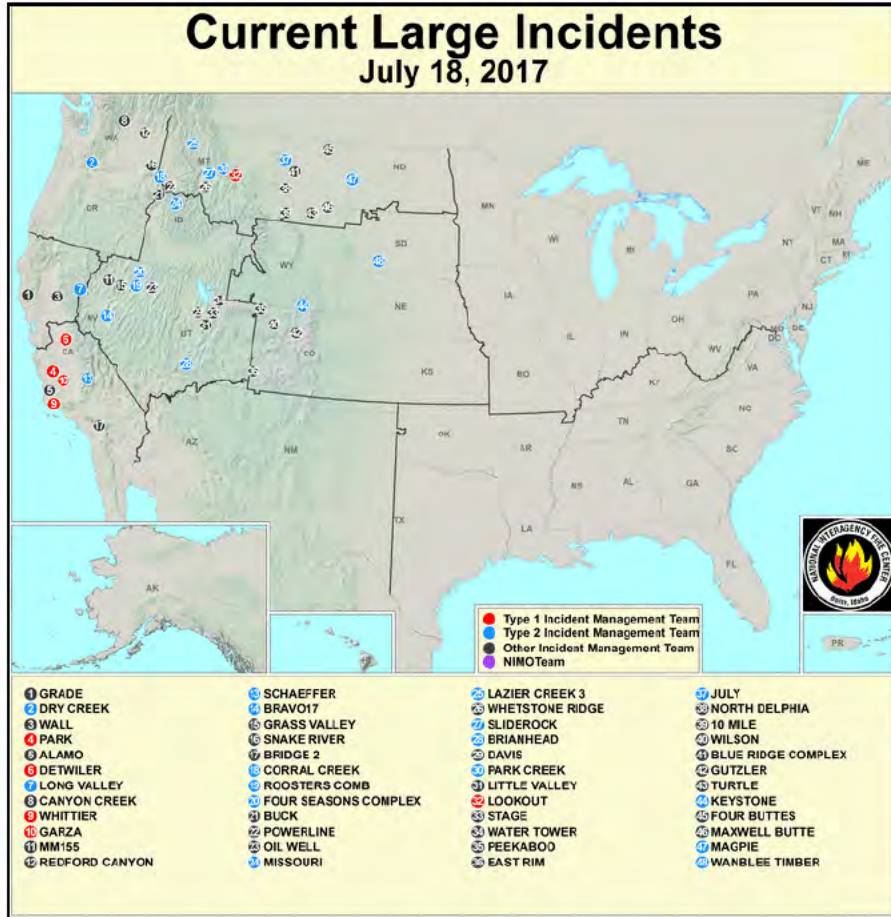 Current Large Incidents
July 18, 2017
WA
MT
ND
ME
OR
ID
MN
VT
NH
SD
WI
MI
NY
MA
CT
RI
WY
IA
PA
NJ
NV
NE
IL
IN
OH
DE
DC
UT
CO
WV
VA
CA
KS
KY
NC
AZ
NM
OK
TN
AR
SC
MS
AL
GA
TX
LA
FL
AK
PR
NATIONAL INTERAGENCY FIRE CENTER
Boise, Idaho
Type 1 Incident Management Team
Type 2 Incident Management Team
Other Incident Management Team
NIMOTeam
1 GRADE
2 DRY CREEK
3 WALL
4 PARK
5 ALAMO
6 DETWILER
7 LONG VALLEY
8 CANYON CREEK
9 WHITTIER
10 GARZA
11 MM155
12 REDFORD CANYON
13 SCHAEFFER
14 BRAVO17
15 GRASS VALLEY
16 SNAKE RIVER
17 BRIDGE 2
18 CORRAL CREEK
19 ROOSTERS COMB
20 FOUR SEASONS COMPLEX
21 BUCK
22 POWERLINE
23 OIL WELL
24 MISSOURI
25 LAZIER CREEK 3
26 WHETSTONE RIDGE
27 SLIDEROCK
28 BRIANHEAD
29 DAVIS
30 PARK CREEK
31 LITTLE VALLEY
32 LOOKOUT
33 STAGE
34 WATER TOWER
35 PEEKABOO
36 EAST RIM
37 JULY
38 NORTH DELPHIA
39 10 MILE
40 WILSON
41 BLUE RIDGE COMPLEX
42 GUTZLER
43 TURTLE
44 KEYSTONE
45 FOUR BUTTES
46 MAXWELL BUTTE
47 MAGPIE
48 WANBLEE TIMBER